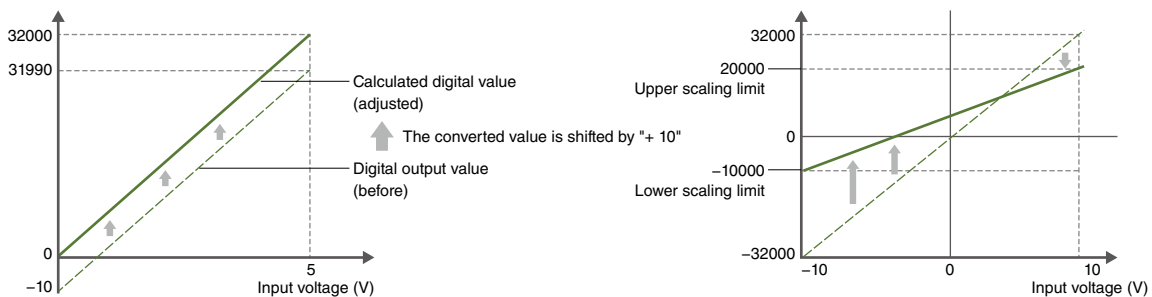 32000
31990
0
−10
5
Input voltage (V)
Calculated digital value
(adjusted)
The converted value is shifted by "+ 10"
Digital output value
(before)
32000
20000
Upper scaling limit
0
−10000
Lower scaling limit
−32000
−10
0
10
Input voltage (V)